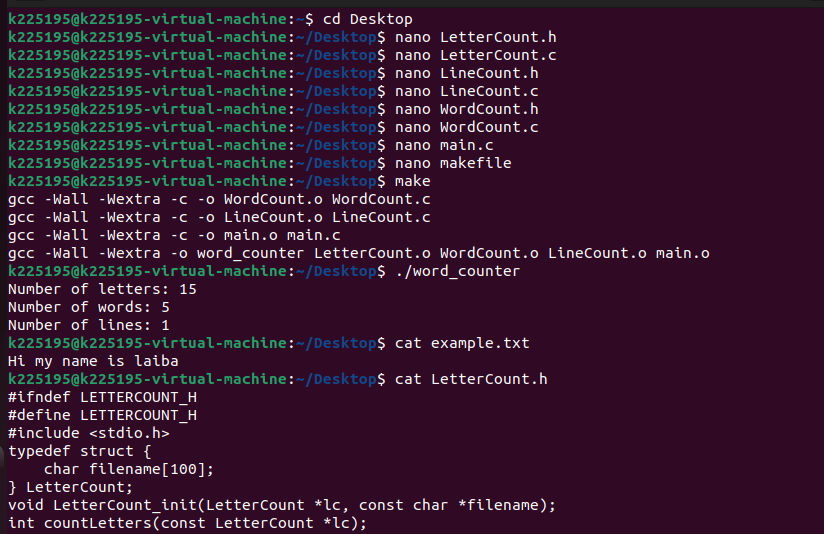 k225195@k225195-virtual-machine:~$ cd Desktop
k225195@k225195-virtual-machine:~/Desktop$ nano LetterCount.h
k225195@k225195-virtual-machine:~/Desktop$ nano LetterCount.c
k225195@k225195-virtual-machine:~/Desktop$ nano LineCount.h
k225195@k225195-virtual-machine:~/Desktop$ nano LineCount.c
k225195@k225195-virtual-machine:~/Desktop$ nano WordCount.h
k225195@k225195-virtual-machine:~/Desktop$ nano WordCount.c
k225195@k225195-virtual-machine:~/Desktop$ nano main.c
k225195@k225195-virtual-machine:~/Desktop$ nano makefile
k225195@k225195-virtual-machine:~/Desktop$ make
gcc -Wall -Wextra -c -o WordCount.o WordCount.c
gcc -Wall -Wextra -c -o LineCount.o LineCount.c
gcc -Wall -Wextra -c -o main.o main.c
gcc -Wall -Wextra -o word_counter LetterCount.o WordCount.o LineCount.o main.o
k225195@k225195-virtual-machine:~/Desktop$ ./word_counter
Number of letters: 15
Number of words: 5
Number of lines: 1
k225195@k225195-virtual-machine:~/Desktop$ cat example.txt
Hi my name is laiba
k225195@k225195-virtual-machine:~/Desktop$ cat LetterCount.h
#ifndef LETTERCOUNT_H
#define LETTERCOUNT_H
#include <stdio.h>
typedef struct {
    char filename[100];
} LetterCount;
void LetterCount_init(LetterCount *lc, const char *filename);
int countLetters(const LetterCount *lc);